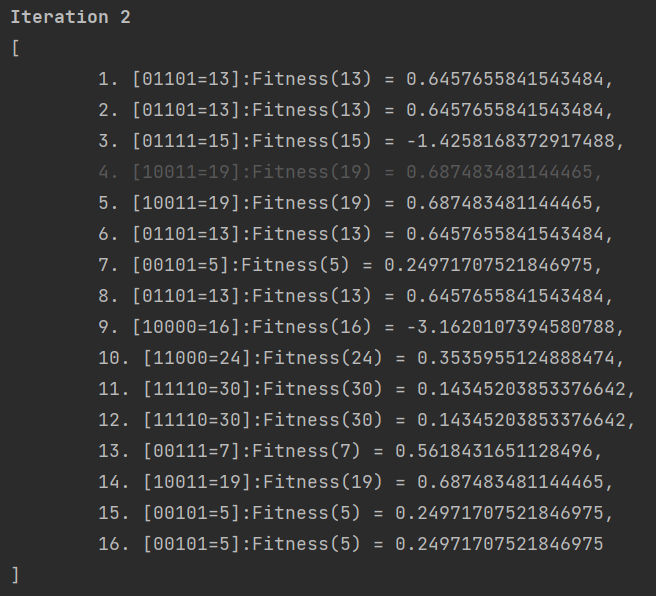 Iteration 2
[
1. [01101=13]:Fitness(13) = 0.6457655841543484,
2. [01101=13]:Fitness(13) = 0.6457655841543484,
3. [01111=15]:Fitness(15) = -1.4258168372917488,
4. [10011=19]:Fitness(19) = 0.687483481144465,
5. [10011=19]:Fitness(19) = 0.687483481144465,
6. [01101=13]:Fitness(13) = 0.6457655841543484,
7. [00101=5]:Fitness(5) = 0.24971707521846975,
8. [01101=13]:Fitness(13) = 0.6457655841543484,
9. [10000=16]:Fitness(16) = -3.1620107394580788,
10. [11000=24]:Fitness(24) = 0.3535955124888474,
11. [11110=30]:Fitness(30) = 0.14345203853376642,
12. [11110=30]:Fitness(30) = 0.14345203853376642,
13. [00111=7]:Fitness(7) = 0.5618431651128496,
14. [10011=19]:Fitness(19) = 0.687483481144465,
15. [00101=5]:Fitness(5) = 0.24971707521846975,
16. [00101=5]:Fitness(5) = 0.24971707521846975
]